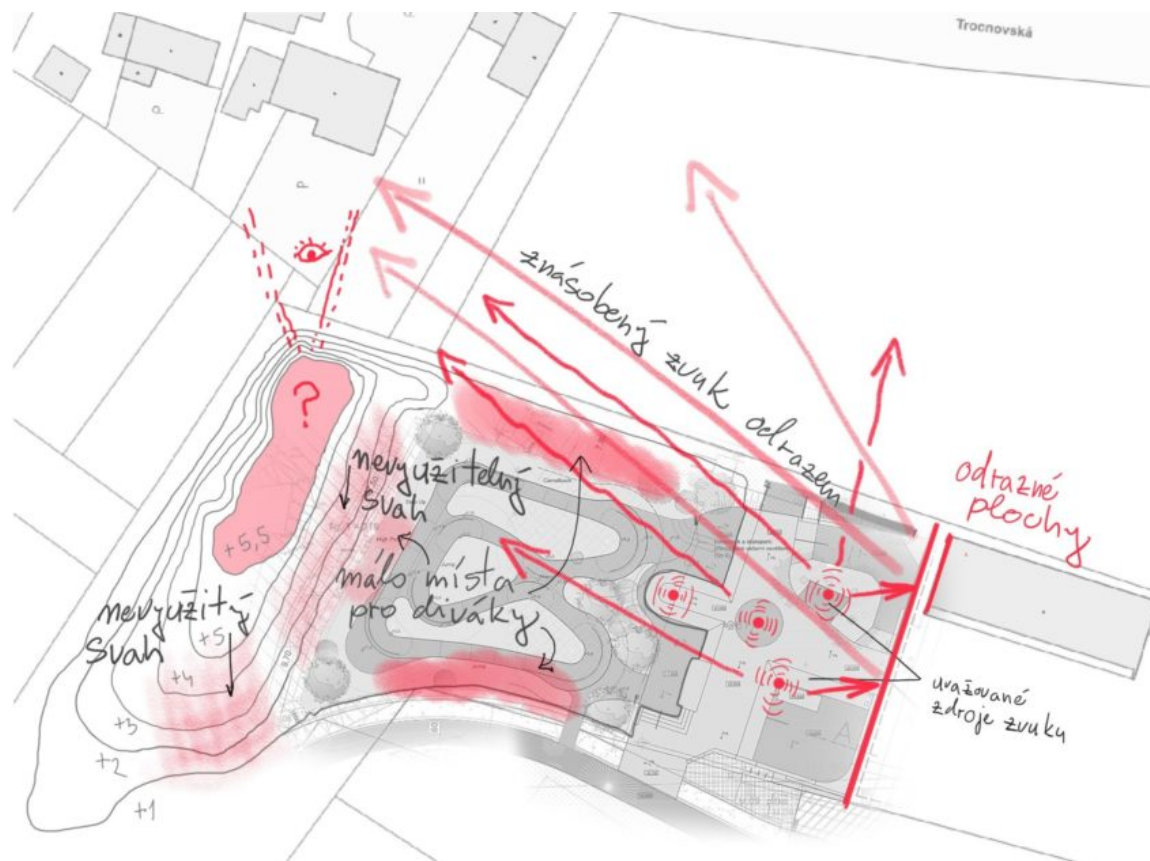 Trocnovská
znásobený zvuk odrazem
odrazné
plochy
?
nevyužitelný
svah
málo místa
pro diváky
nevyužitý
svah
+5,5
+5
+4
+3
+2
+1
uvažované
zdroje zvuku
A